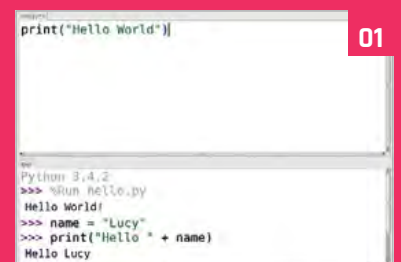 print("Hello World")
01
Python 3.4.2
>>> %Run hello.py
Hello World!
>>> name = "Lucy"
>>> print("Hello " + name)
Hello Lucy